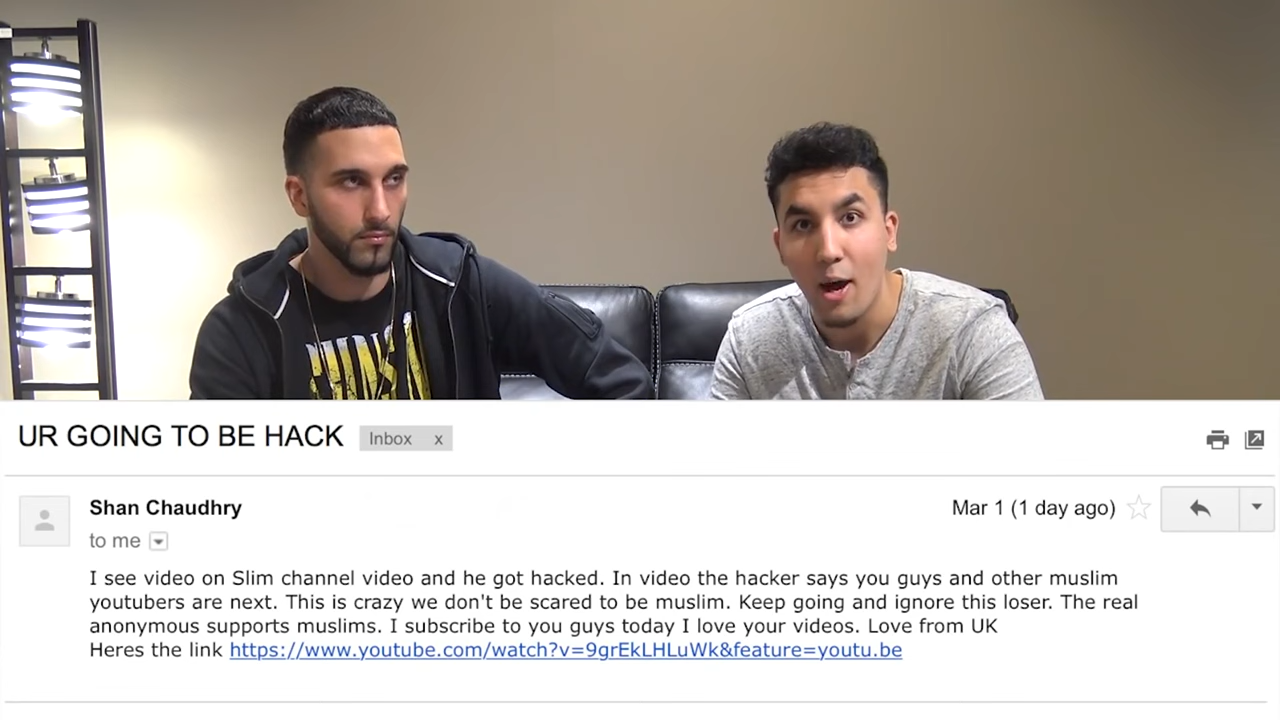 UR GOING TO BE HACK Inbox x
Shan Chaudhry Mar 1 (1 day ago)
to me
I see video on Slim channel video and he got hacked. In video the hacker says you guys and other muslim
youtubers are next. This is crazy we don't be scared to be muslim. Keep going and ignore this loser. The real
anonymous supports muslims. I subscribe to you guys today I love your videos. Love from UK
Heres the link https://www.youtube.com/watch?v=9grEkLHLuWk&feature=youtu.be